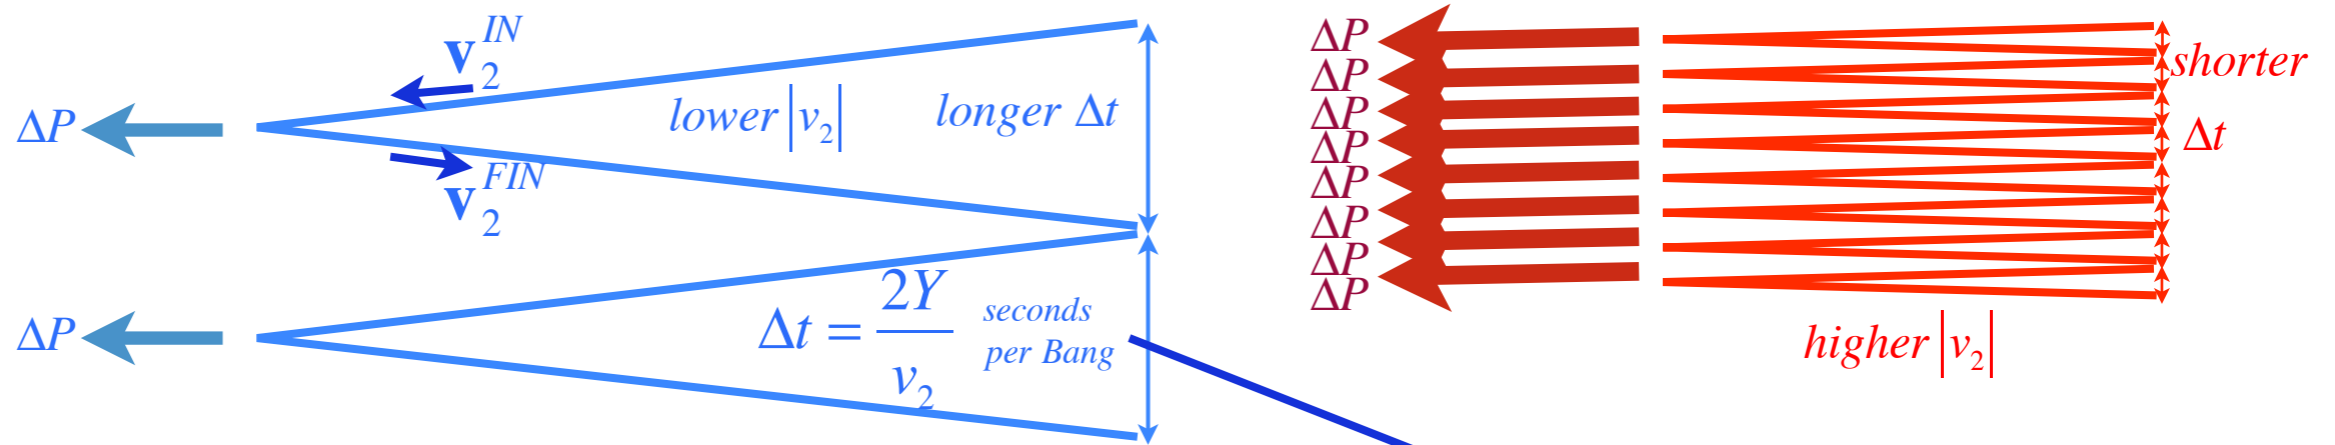 v₂^IN
ΔP
lower |v₂|
longer Δt
v₂^FIN
ΔP
Δt = 2Y / v₂
seconds
per Bang
ΔP
ΔP
ΔP
ΔP
ΔP
ΔP
ΔP
ΔP
shorter
Δt
higher |v₂|